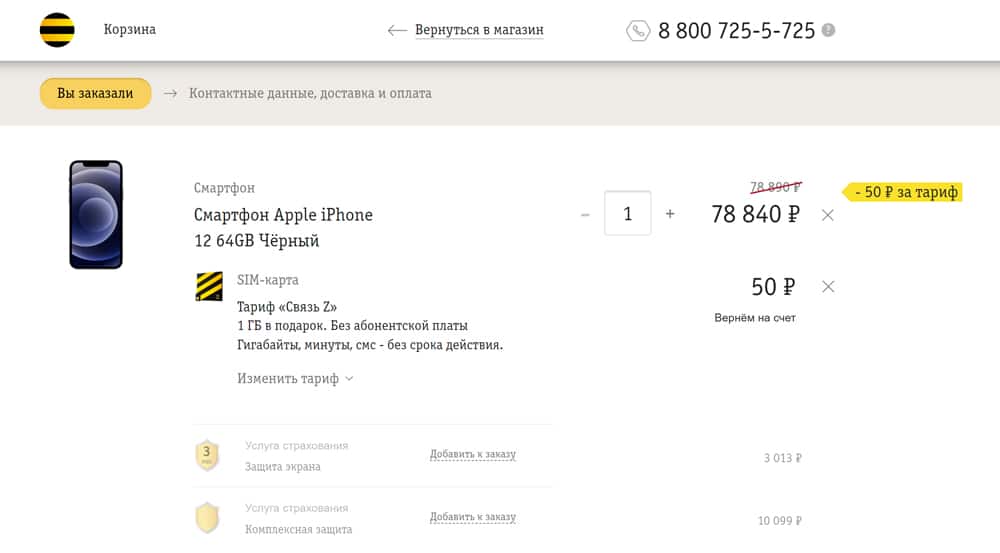 Корзина
Вернуться в магазин
8 800 725-5-725 ?
Вы заказали
Контактные данные, доставка и оплата
Смартфон
78 890 ₽
- 50 ₽ за тариф
Смартфон Apple iPhone
12 64GB Чёрный
1
78 840 ₽
SIM-карта
50 ₽
Тариф «Связь Z»
Вернём на счет
1 ГБ в подарок. Без абонентской платы
Гигабайты, минуты, смс - без срока действия.
Изменить тариф
3
Услуга страхования
Защита экрана
Добавить к заказу
3 013 ₽
Услуга страхования
Комплексная защита
Добавить к заказу
10 099 ₽